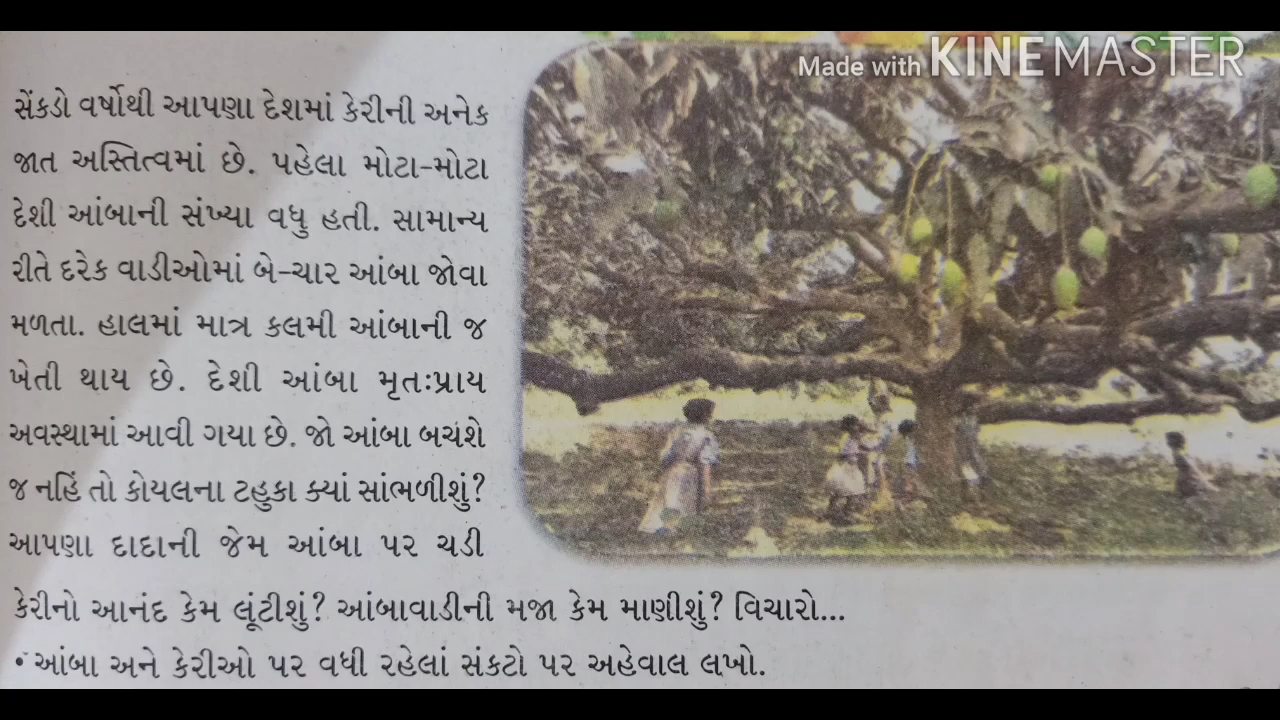 Made with KINEMASTER
સેંકડો વર્ષોથી આપણા દેશમાં કેરીની અનેક
જાત અસ્તિત્વમાં છે. પહેલા મોટા-મોટા
દેશી આંબાની સંખ્યા વધુ હતી. સામાન્ય
રીતે દરેક વાડીઓમાં બે-ચાર આંબા જોવા
મળતા. હાલમાં માત્ર કલમી આંબાની જ
ખેતી થાય છે. દેશી આંબા મૃતઃપ્રાય
અવસ્થામાં આવી ગયા છે. જો આંબા બચશે
જ નહિં તો કોયલના ટહુકા ક્યાં સાંભળીશું?
આપણા દાદાની જેમ આંબા પર ચડી
કેરીનો આનંદ કેમ લૂંટીશું? આંબાવાડીની મજા કેમ માણીશું? વિચારો...
• આંબા અને કેરીઓ પર વધી રહેલાં સંકટો પર અહેવાલ લખો.